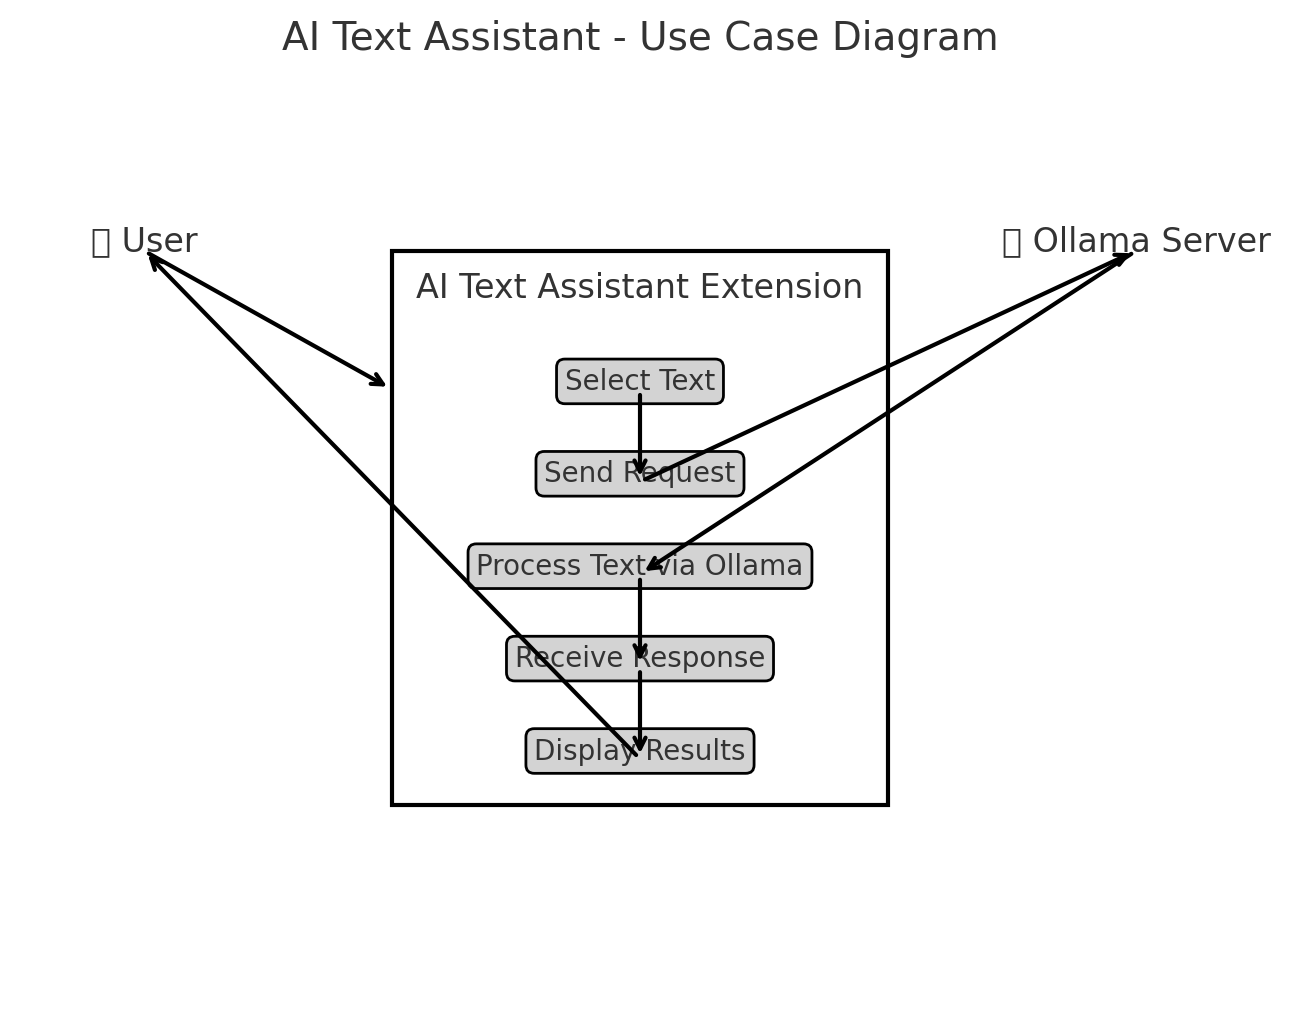 AI Text Assistant - Use Case Diagram
User
Ollama Server
AI Text Assistant Extension
Select Text
Send Request
Process Text via Ollama
Receive Response
Display Results